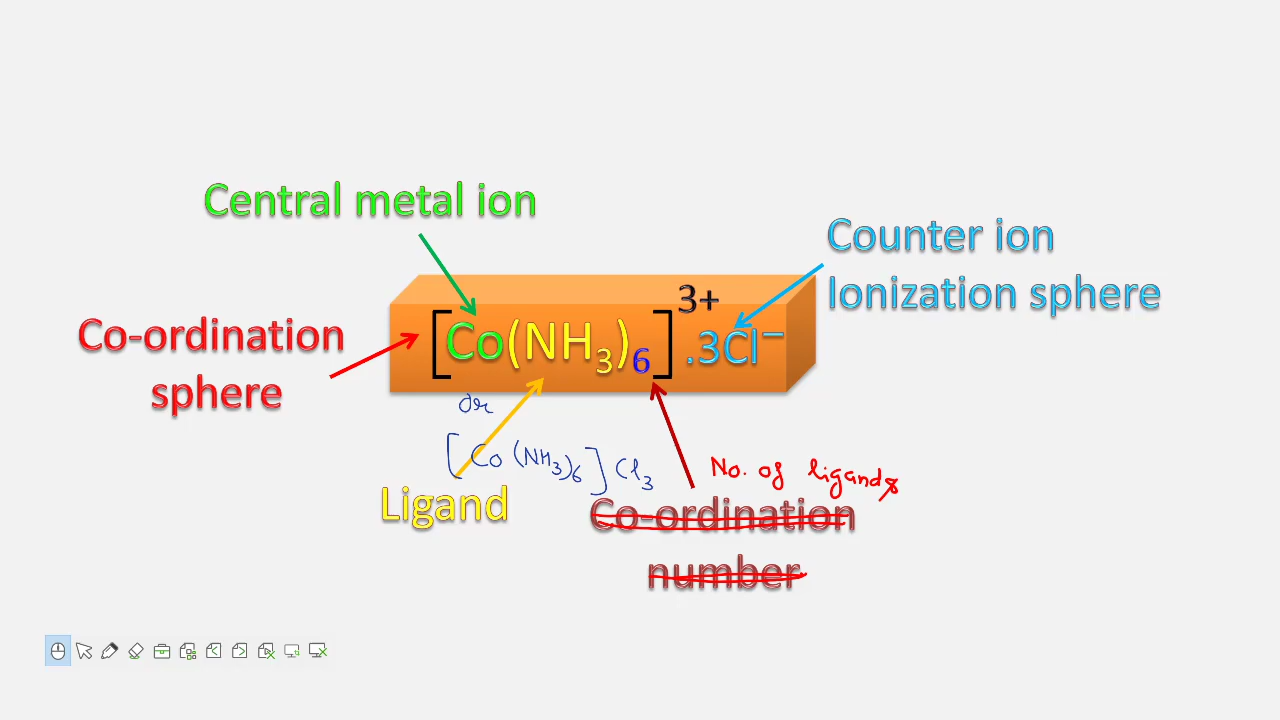 Central metal ion
Counter ion
Ionization sphere
Co-ordination
sphere
[Co(NH₃)₆]³⁺.3Cl⁻
or
[Co(NH₃)₆]Cl₃
Ligand
No. of ligands
Co-ordination
number